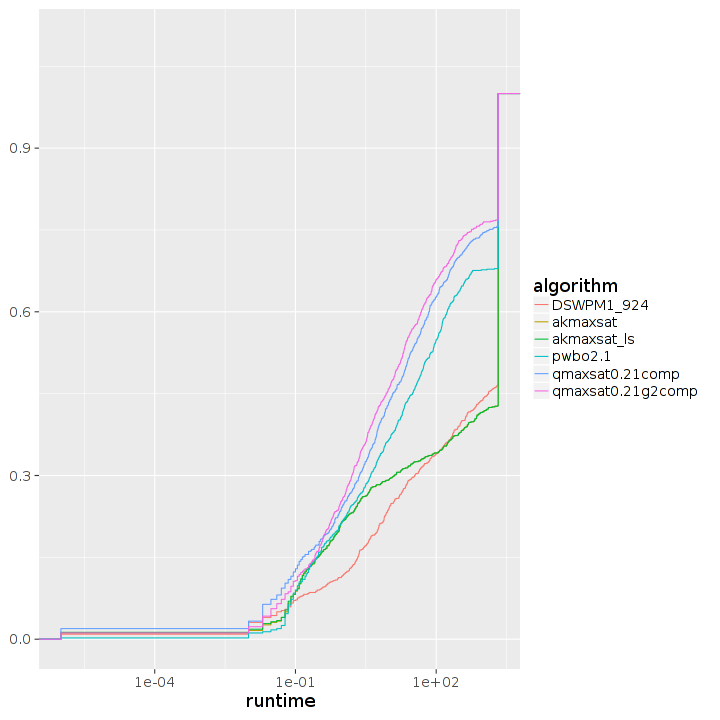 0.9
0.6
0.3
0.0
1e-04 1e-01 1e+02
runtime
algorithm
DSWPM1_924
akmaxsat
akmaxsat_ls
pwbo2.1
qmaxsat0.21comp
qmaxsat0.21g2comp